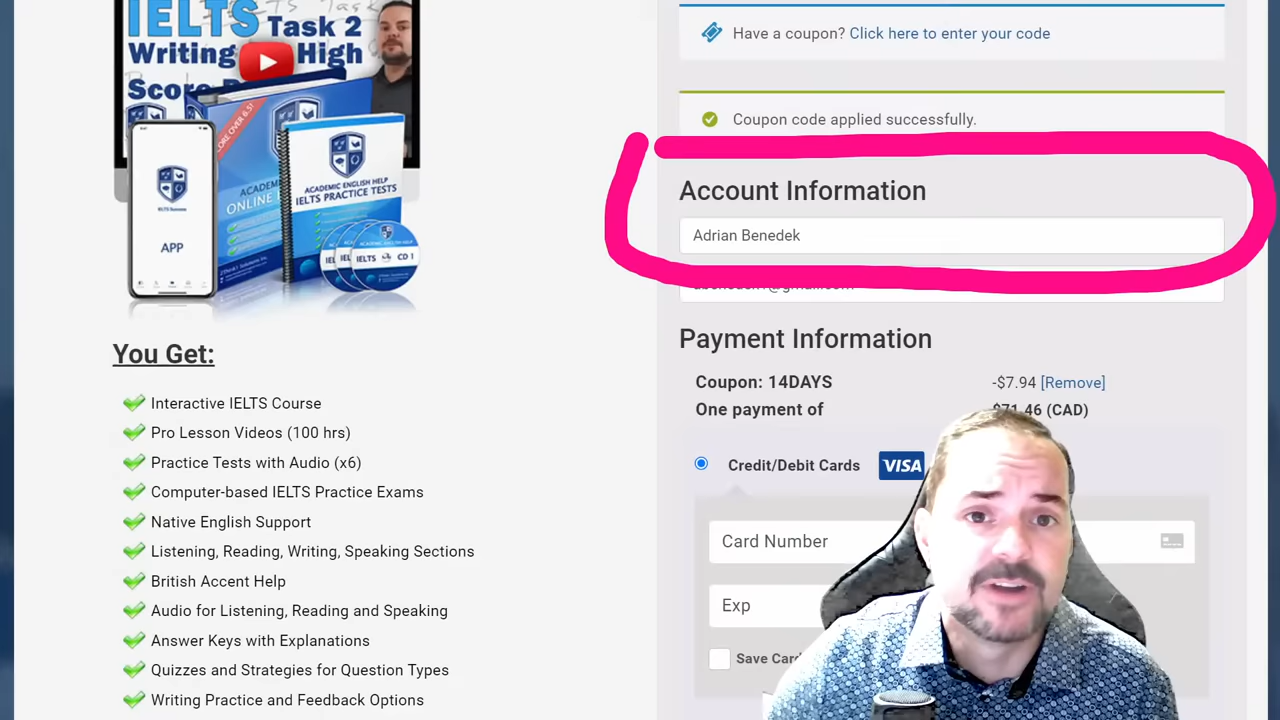 IELTS Task 2
Writing High
Score
ACADEMIC ENGLISH HELP
IELTS PRACTICE TESTS
ONLINE
IELTS Success
APP
IELTS CD 1
You Get:
Interactive IELTS Course
Pro Lesson Videos (100 hrs)
Practice Tests with Audio (x6)
Computer-based IELTS Practice Exams
Native English Support
Listening, Reading, Writing, Speaking Sections
British Accent Help
Audio for Listening, Reading and Speaking
Answer Keys with Explanations
Quizzes and Strategies for Question Types
Writing Practice and Feedback Options
Have a coupon? Click here to enter your code
Coupon code applied successfully.
Account Information
Adrian Benedek
Payment Information
Coupon: 14DAYS -$7.94 [Remove]
One payment of $71.46 (CAD)
Credit/Debit Cards VISA
Card Number
Exp
Save Card